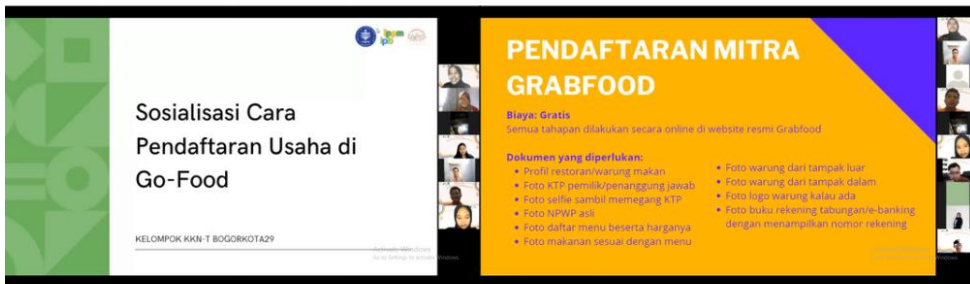 Sosialisasi Cara
Pendaftaran Usaha di
Go-Food
KELOMPOK KKN-T BOGORKOTA29
Activate Windows
PENDAFTARAN MITRA
GRABFOOD
Biaya: Gratis
Semua tahapan dilakukan secara online di website resmi Grabfood
Dokumen yang diperlukan:
• Profil restoran/warung makan
• Foto KTP pemilik/penanggung jawab
• Foto selfie sambil memegang KTP
• Foto NPWP asli
• Foto daftar menu beserta harganya
• Foto makanan sesuai dengan menu
• Foto warung dari tampak luar
• Foto warung dari tampak dalam
• Foto logo warung kalau ada
• Foto buku rekening tabungan/e-banking
dengan menampilkan nomor rekening